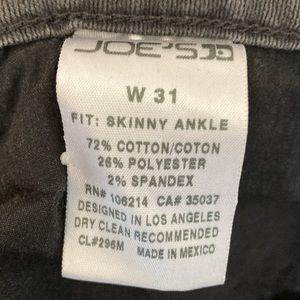 JOE'S
W 31
FIT: SKINNY ANKLE
72% COTTON/COTON
26% POLYESTER
2% SPANDEX
RN# 106214 CA# 35037
DESIGNED IN LOS ANGELES
DRY CLEAN RECOMMENDED
CL#296M MADE IN MEXICO